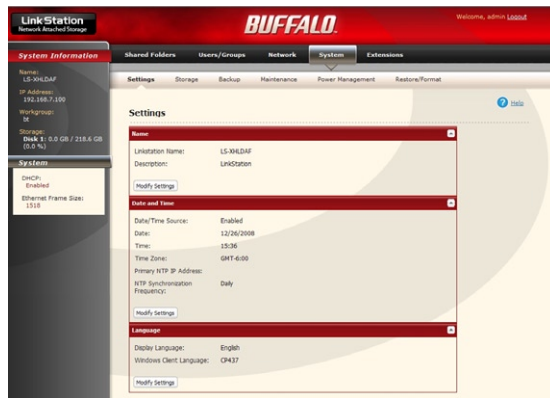 LinkStation
Network Attached Storage
BUFFALO.
Welcome, admin Logout
System Information
Name:
LS-XHLDAF
IP Address:
192.168.7.100
Workgroup:
bt
Storage:
Disk 1: 0.0 GB / 218.6 GB
(0.0 %)
System
DHCP:
Enabled
Ethernet Frame Size:
1518
Shared Folders Users/Groups Network System Extensions
Settings Storage Backup Maintenance Power Management Restore/Format
? Help
Settings
Name
Linkstation Name: LS-XHLDAF
Description: LinkStation
Modify Settings
Date and Time
Date/Time Source: Enabled
Date: 12/26/2008
Time: 15:36
Time Zone: GMT-6:00
Primary NTP IP Address:
NTP Synchronization Frequency: Daily
Modify Settings
Language
Display Language: English
Windows Client Language: CP437
Modify Settings